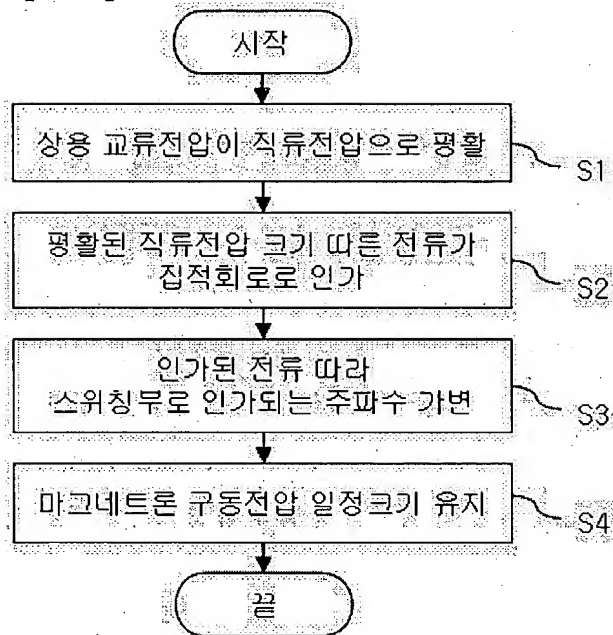 시작
상용 교류전압이 직류전압으로 평활
S1
평활된 직류전압 크기 따른 전류가
집적회로로 인가
S2
인가된 전류 따라
스위칭부로 인가되는 주파수 가변
S3
마그네트론 구동전압 일정크기 유지
S4
끝